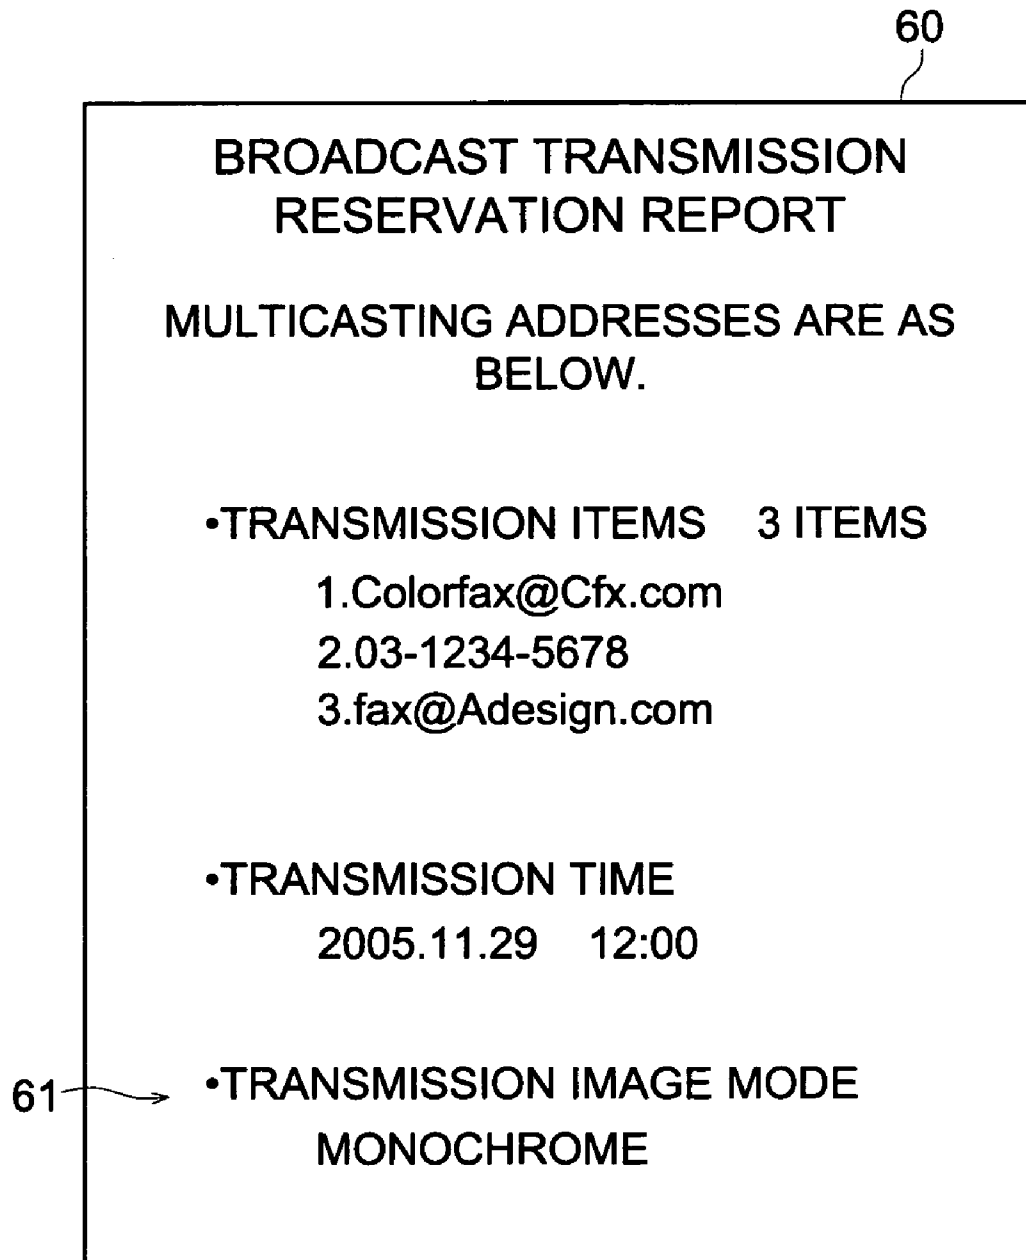 60
BROADCAST TRANSMISSION
RESERVATION REPORT
MULTICASTING ADDRESSES ARE AS
BELOW.
•TRANSMISSION ITEMS 3 ITEMS
1.Colorfax@Cfx.com
2.03-1234-5678
3.fax@Adesign.com
•TRANSMISSION TIME
2005.11.29 12:00
61 •TRANSMISSION IMAGE MODE
MONOCHROME